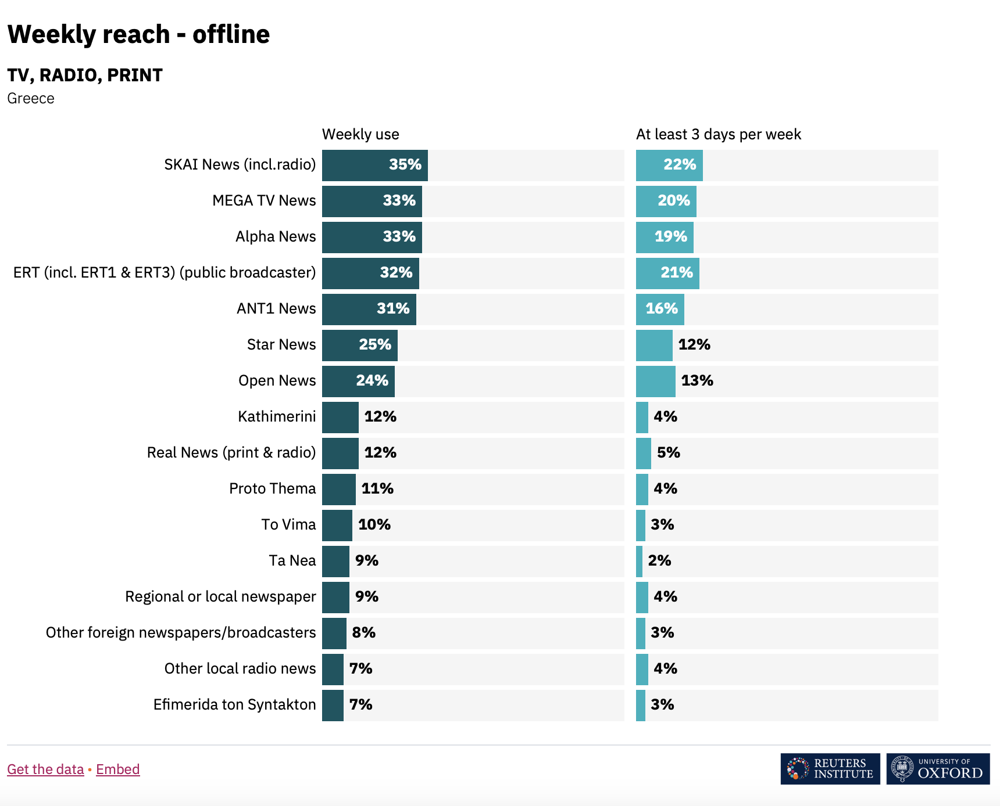 Weekly reach - offline
TV, RADIO, PRINT
Greece
Weekly use At least 3 days per week
SKAI News (incl.radio) 35% 22%
MEGA TV News 33% 20%
Alpha News 33% 19%
ERT (incl. ERT1 & ERT3) (public broadcaster) 32% 21%
ANT1 News 31% 16%
Star News 25% 12%
Open News 24% 13%
Kathimerini 12% 4%
Real News (print & radio) 12% 5%
Proto Thema 11% 4%
To Vima 10% 3%
Ta Nea 9% 2%
Regional or local newspaper 9% 4%
Other foreign newspapers/broadcasters 8% 3%
Other local radio news 7% 4%
Efimerida ton Syntakton 7% 3%
Get the data • Embed
REUTERS
INSTITUTE
UNIVERSITY OF
OXFORD